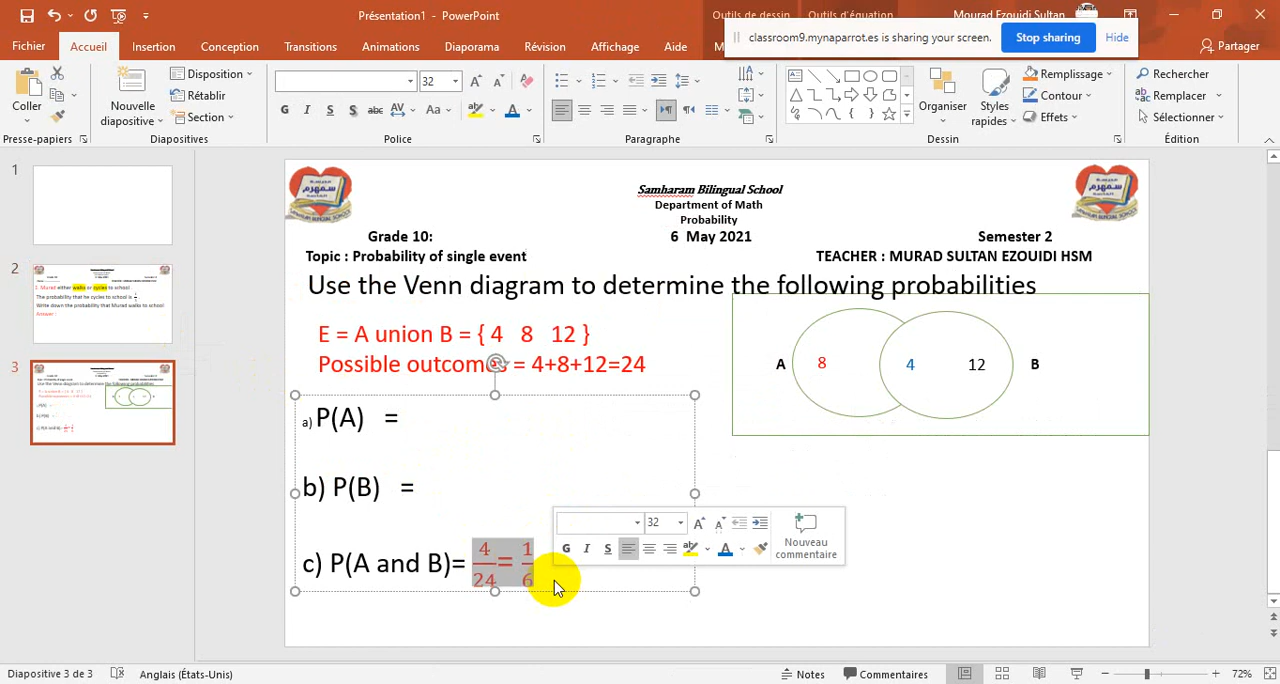 Présentation1 - PowerPoint
Outils de dessin
Outils d'équation
Mourad Ezouidi Sultan
classroom9.mynaparrot.es is sharing your screen.
Stop sharing
Hide
Fichier
Accueil
Insertion
Conception
Transitions
Animations
Diaporama
Révision
Affichage
Aide
Partager
Coller
Nouvelle
diapositive
Disposition
Rétablir
Section
32
Organiser
Styles
rapides
Remplissage
Contour
Effets
Rechercher
Remplacer
Sélectionner
Presse-papiers
Diapositives
Police
Paragraphe
Dessin
Édition
1
2
3
Samharam Bilingual School
Department of Math
Probability
Grade 10:
6 May 2021
Semester 2
Topic : Probability of single event
TEACHER : MURAD SULTAN EZOUIDI HSM
Use the Venn diagram to determine the following probabilities
E = A union B = { 4 8 12 }
Possible outcomes = 4+8+12=24
A 8 4 12 B
a) P(A) =
b) P(B) =
c) P(A and B)= 4/24 = 1/6
32
Nouveau
commentaire
Diapositive 3 de 3
Anglais (États-Unis)
Notes
Commentaires
72%